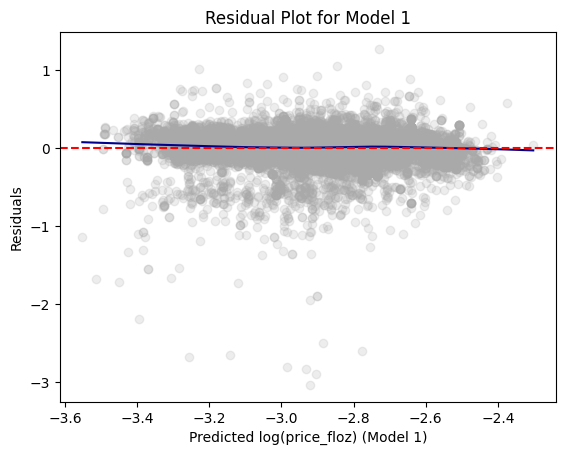 Residual Plot for Model 1
Residuals
1
0
−1
−2
−3
−3.6 −3.4 −3.2 −3.0 −2.8 −2.6 −2.4
Predicted log(price_floz) (Model 1)